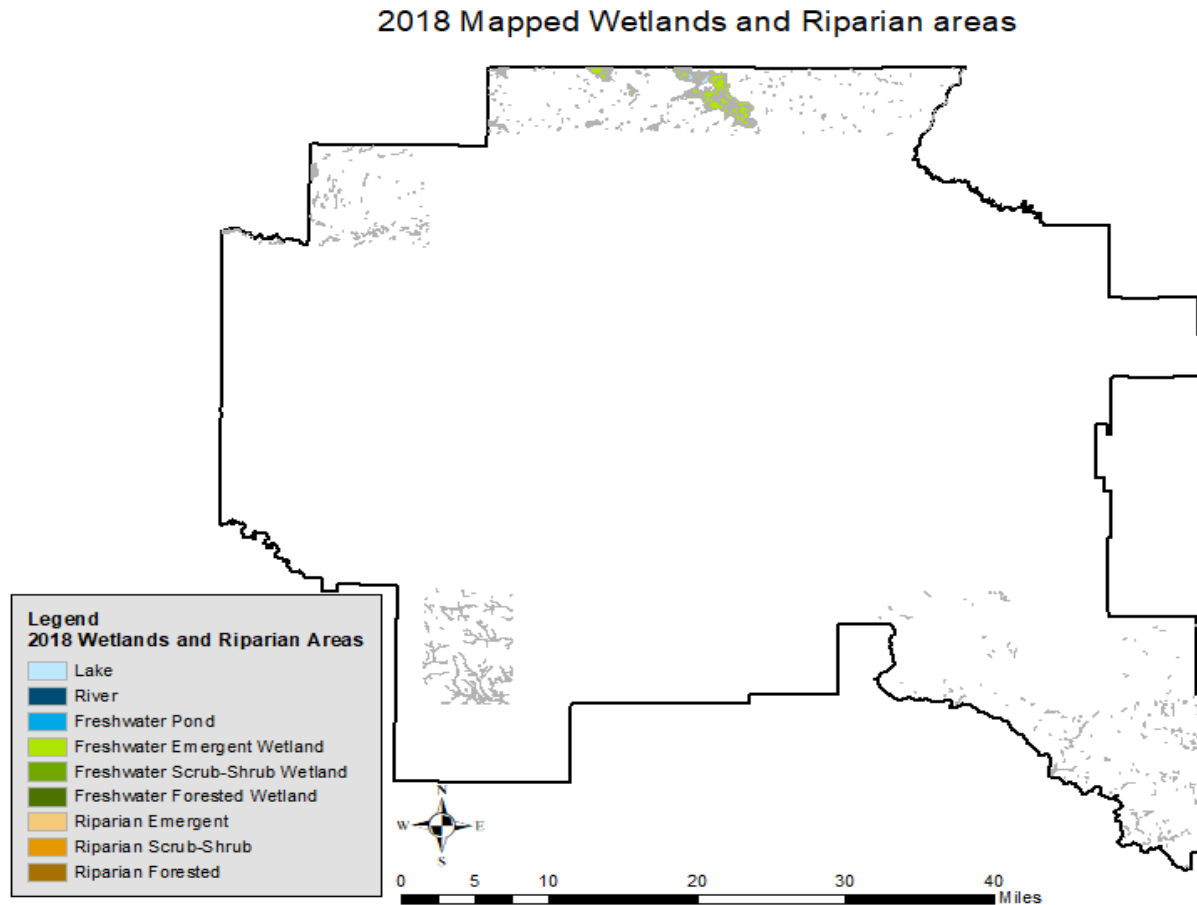 2018 Mapped Wetlands and Riparian areas
Legend
2018 Wetlands and Riparian Areas
Lake
River
Freshwater Pond
Freshwater Emergent Wetland
Freshwater Scrub-Shrub Wetland
Freshwater Forested Wetland
Riparian Emergent
Riparian Scrub-Shrub
Riparian Forested
N
W E
S
0 5 10 20 30 40
Miles